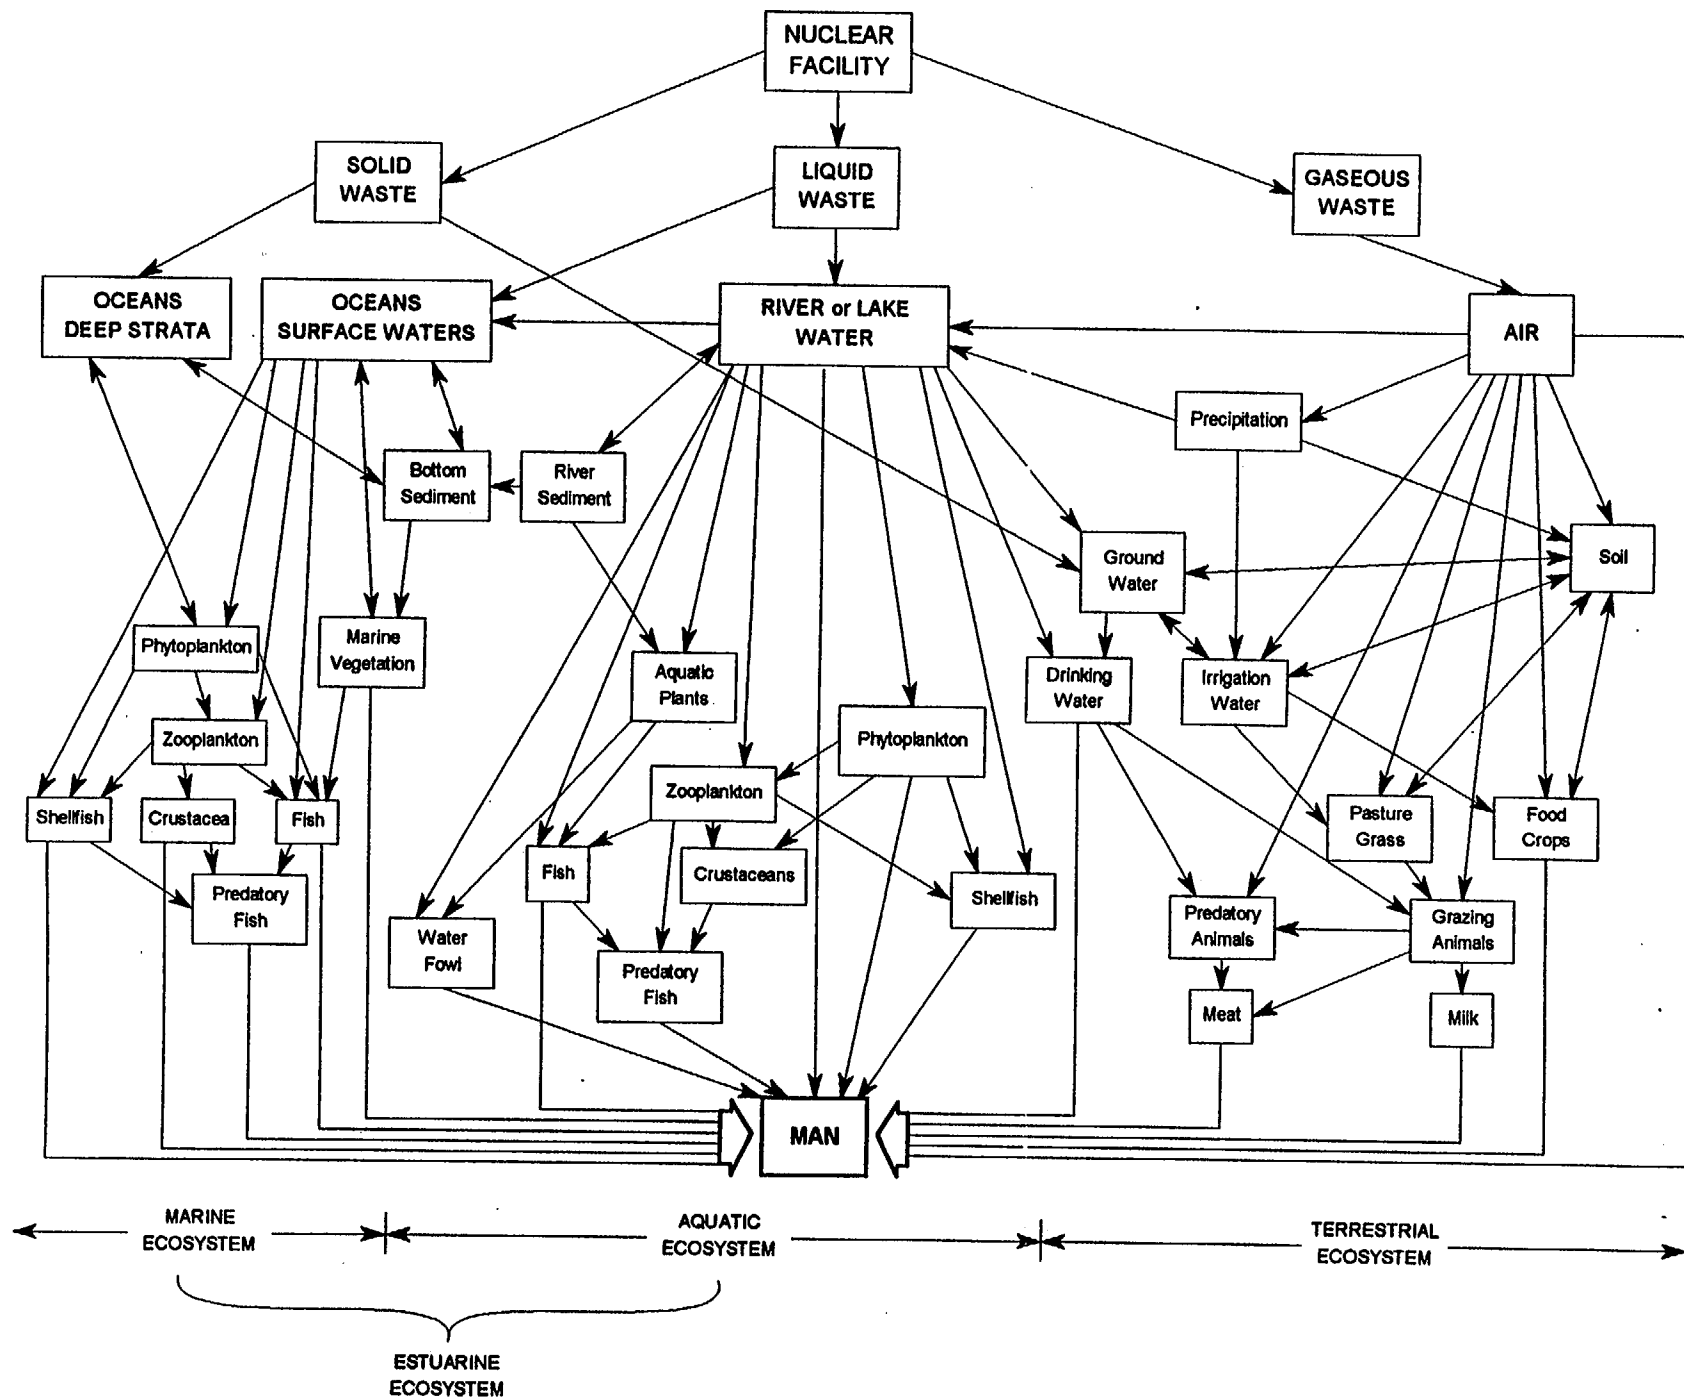 NUCLEAR
FACILITY
SOLID
WASTE
LIQUID
WASTE
GASEOUS
WASTE
OCEANS
DEEP STRATA
OCEANS
SURFACE WATERS
RIVER or LAKE
WATER
AIR
Precipitation
Bottom
Sediment
River
Sediment
Ground
Water
Soil
Phytoplankton
Marine
Vegetation
Aquatic
Plants
Drinking
Water
Irrigation
Water
Zooplankton
Phytoplankton
Zooplankton
Shellfish
Crustacea
Fish
Pasture
Grass
Food
Crops
Fish
Crustaceans
Shellfish
Predatory
Fish
Water
Fowl
Predatory
Fish
Predatory
Animals
Grazing
Animals
Meat
Milk
MAN
MARINE
ECOSYSTEM
AQUATIC
ECOSYSTEM
TERRESTRIAL
ECOSYSTEM
ESTUARINE
ECOSYSTEM